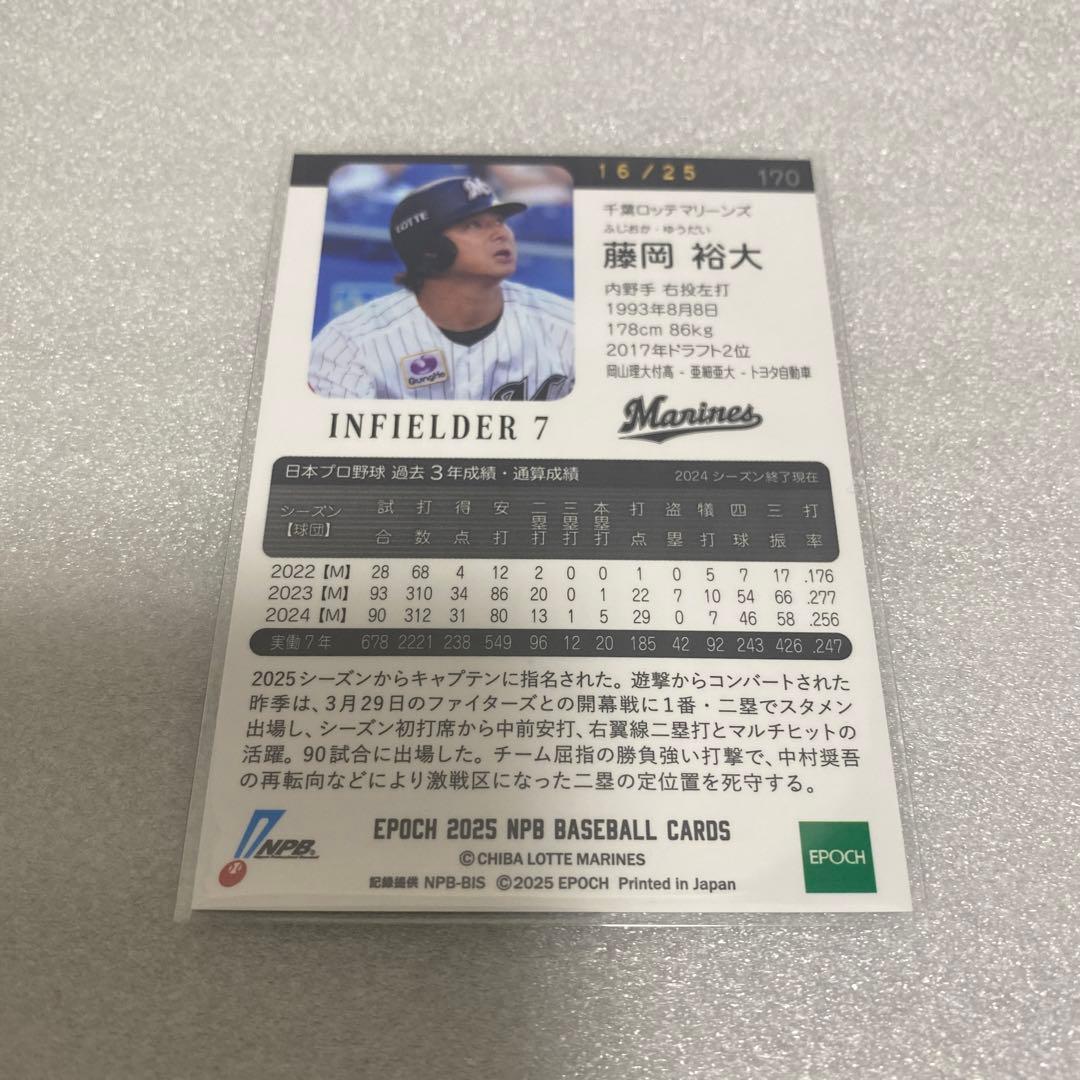 16/25 170
LOTTE
M
GungHo
千葉ロッテマリーンズ
ふじおか・ゆうだい
藤岡 裕大
内野手 右投左打
1993年8月8日
178cm 86kg
2017年ドラフト2位
岡山理大付高 - 亜細亜大 - トヨタ自動車
INFIELDER 7
Marines
日本プロ野球 過去3年成績・通算成績 2024シーズン終了現在
シーズン【球団】 試合 打数 得点 安打 二塁打 三塁打 本塁打 打点 盗塁 犠打 四球 三振 打率
2022【M】 28 68 4 12 2 0 0 1 0 5 7 17 .176
2023【M】 93 310 34 86 20 0 1 22 7 10 54 66 .277
2024【M】 90 312 31 80 13 1 5 29 0 7 46 58 .256
実働7年 678 2221 238 549 96 12 20 185 42 92 243 426 .247
2025シーズンからキャプテンに指名された。遊撃からコンバートされた
昨季は、3月29日のファイターズとの開幕戦に1番・二塁でスタメン
出場し、シーズン初打席から中前安打、右翼線二塁打とマルチヒットの
活躍。90試合に出場した。チーム屈指の勝負強い打撃で、中村奨吾
の再転向などにより激戦区になった二塁の定位置を死守する。
NPB
EPOCH 2025 NPB BASEBALL CARDS
©CHIBA LOTTE MARINES
記録提供 NPB-BIS ©2025 EPOCH Printed in Japan
EPOCH